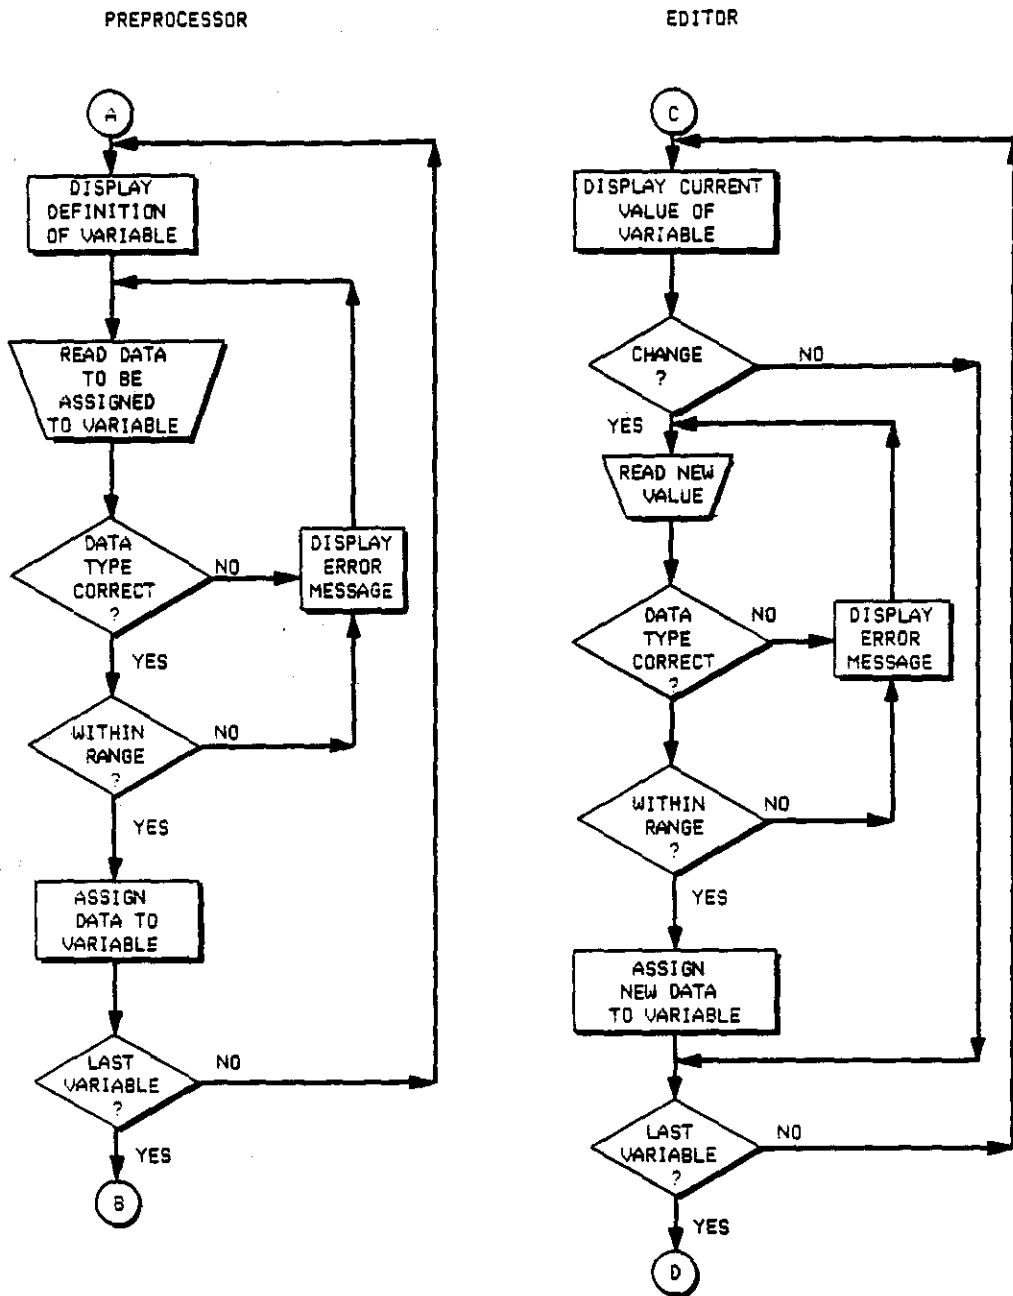 PREPROCESSOR
A
DISPLAY
DEFINITION
OF VARIABLE
READ DATA
TO BE
ASSIGNED
TO VARIABLE
DATA
TYPE
CORRECT
?
NO
DISPLAY
ERROR
MESSAGE
YES
WITHIN
RANGE
?
NO
YES
ASSIGN
DATA TO
VARIABLE
LAST
VARIABLE
?
NO
YES
B
EDITOR
C
DISPLAY CURRENT
VALUE OF
VARIABLE
CHANGE
?
NO
YES
READ NEW
VALUE
DATA
TYPE
CORRECT
?
NO
DISPLAY
ERROR
MESSAGE
WITHIN
RANGE
?
NO
YES
ASSIGN
NEW DATA
TO VARIABLE
LAST
VARIABLE
?
NO
YES
D